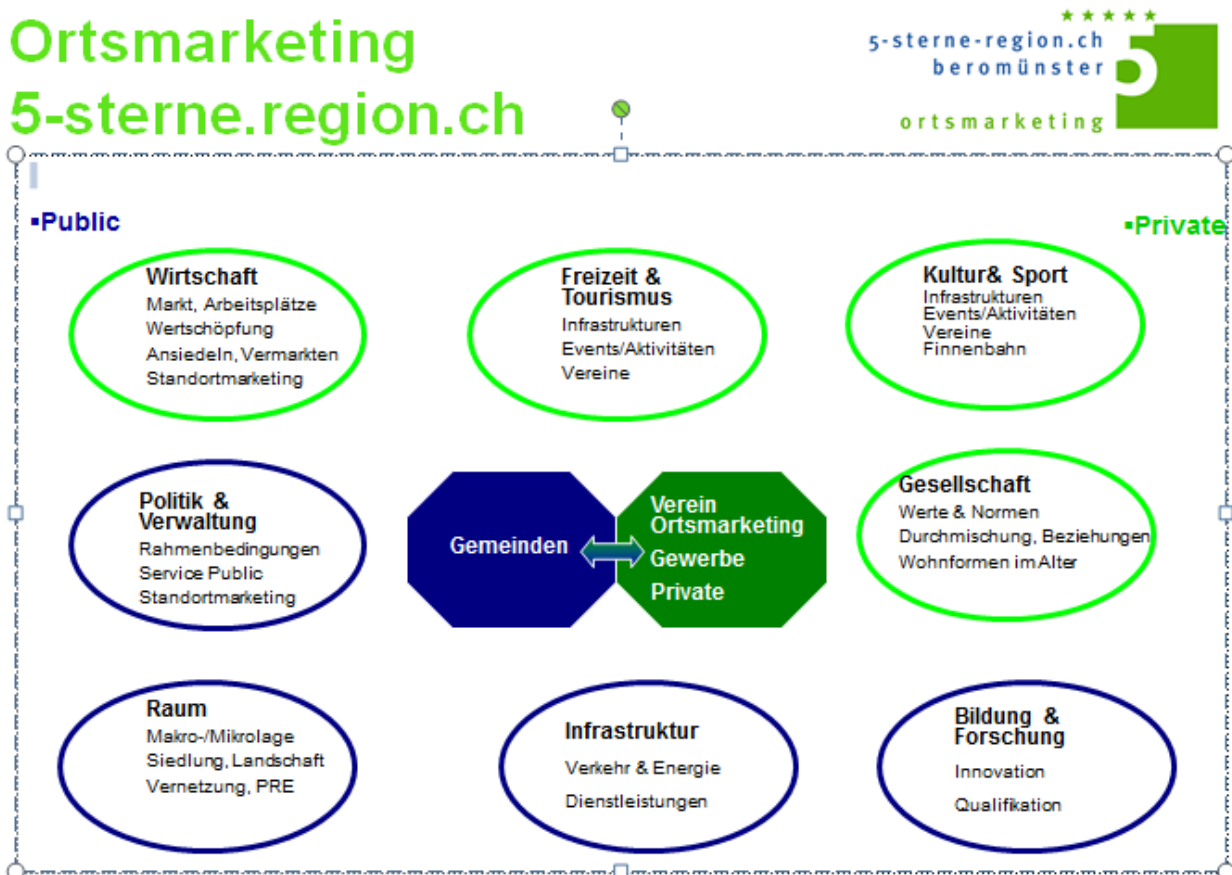 Ortsmarketing
5-sterne.region.ch
5-sterne-region.ch
beromünster
5
ortsmarketing
▪Public
▪Private
Wirtschaft
Markt, Arbeitsplätze
Wertschöpfung
Ansiedeln, Vermarkten
Standortmarketing
Freizeit &
Tourismus
Infrastrukturen
Events/Aktivitäten
Vereine
Kultur& Sport
Infrastrukturen
Events/Aktivitäten
Vereine
Finnenbahn
Politik &
Verwaltung
Rahmenbedingungen
Service Public
Standortmarketing
Gemeinden
Verein
Ortsmarketing
Gewerbe
Private
Gesellschaft
Werte & Normen
Durchmischung, Beziehungen
Wohnformen im Alter
Raum
Makro-/Mikrolage
Siedlung, Landschaft
Vernetzung, PRE
Infrastruktur
Verkehr & Energie
Dienstleistungen
Bildung &
Forschung
Innovation
Qualifikation